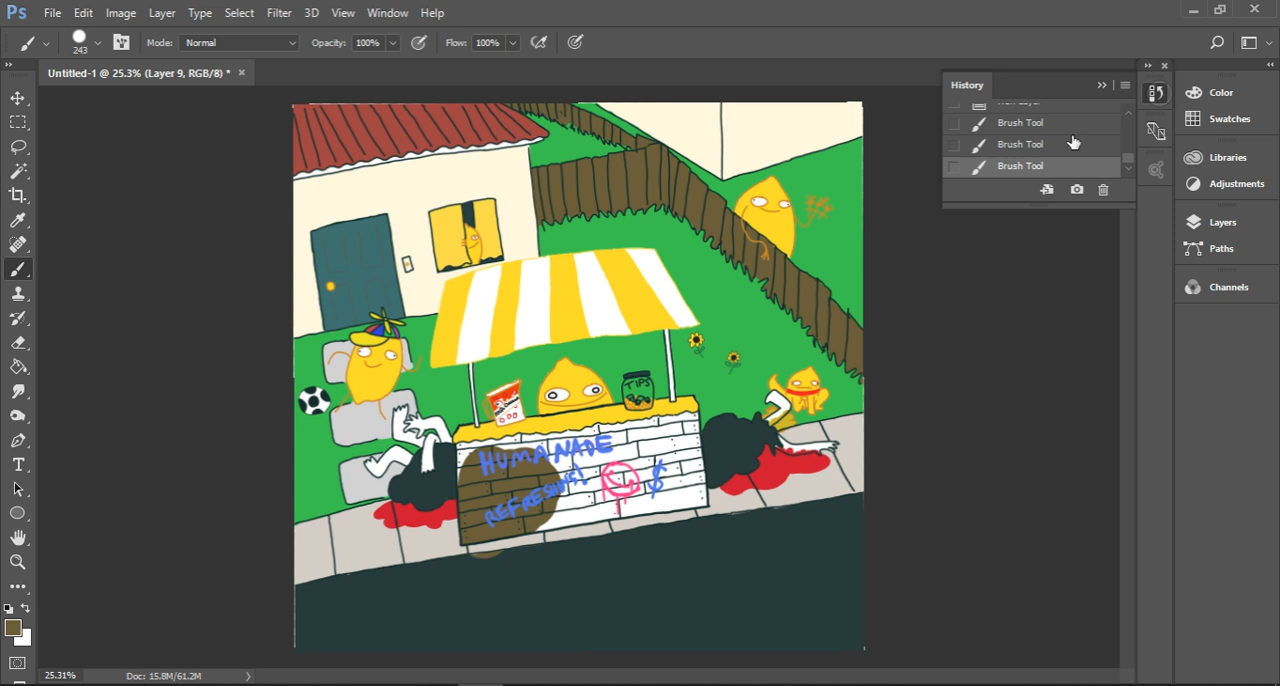 Ps File Edit Image Layer Type Select Filter 3D View Window Help
243 Mode: Normal Opacity: 100% Flow: 100%
Untitled-1 @ 25.3% (Layer 9, RGB/8) * ×
History
Brush Tool
Brush Tool
Brush Tool
Color
Swatches
Libraries
Adjustments
Layers
Paths
Channels
TIPS
HUMANADE
REFRESHING!
$
25.31% Doc: 15.8M/61.2M